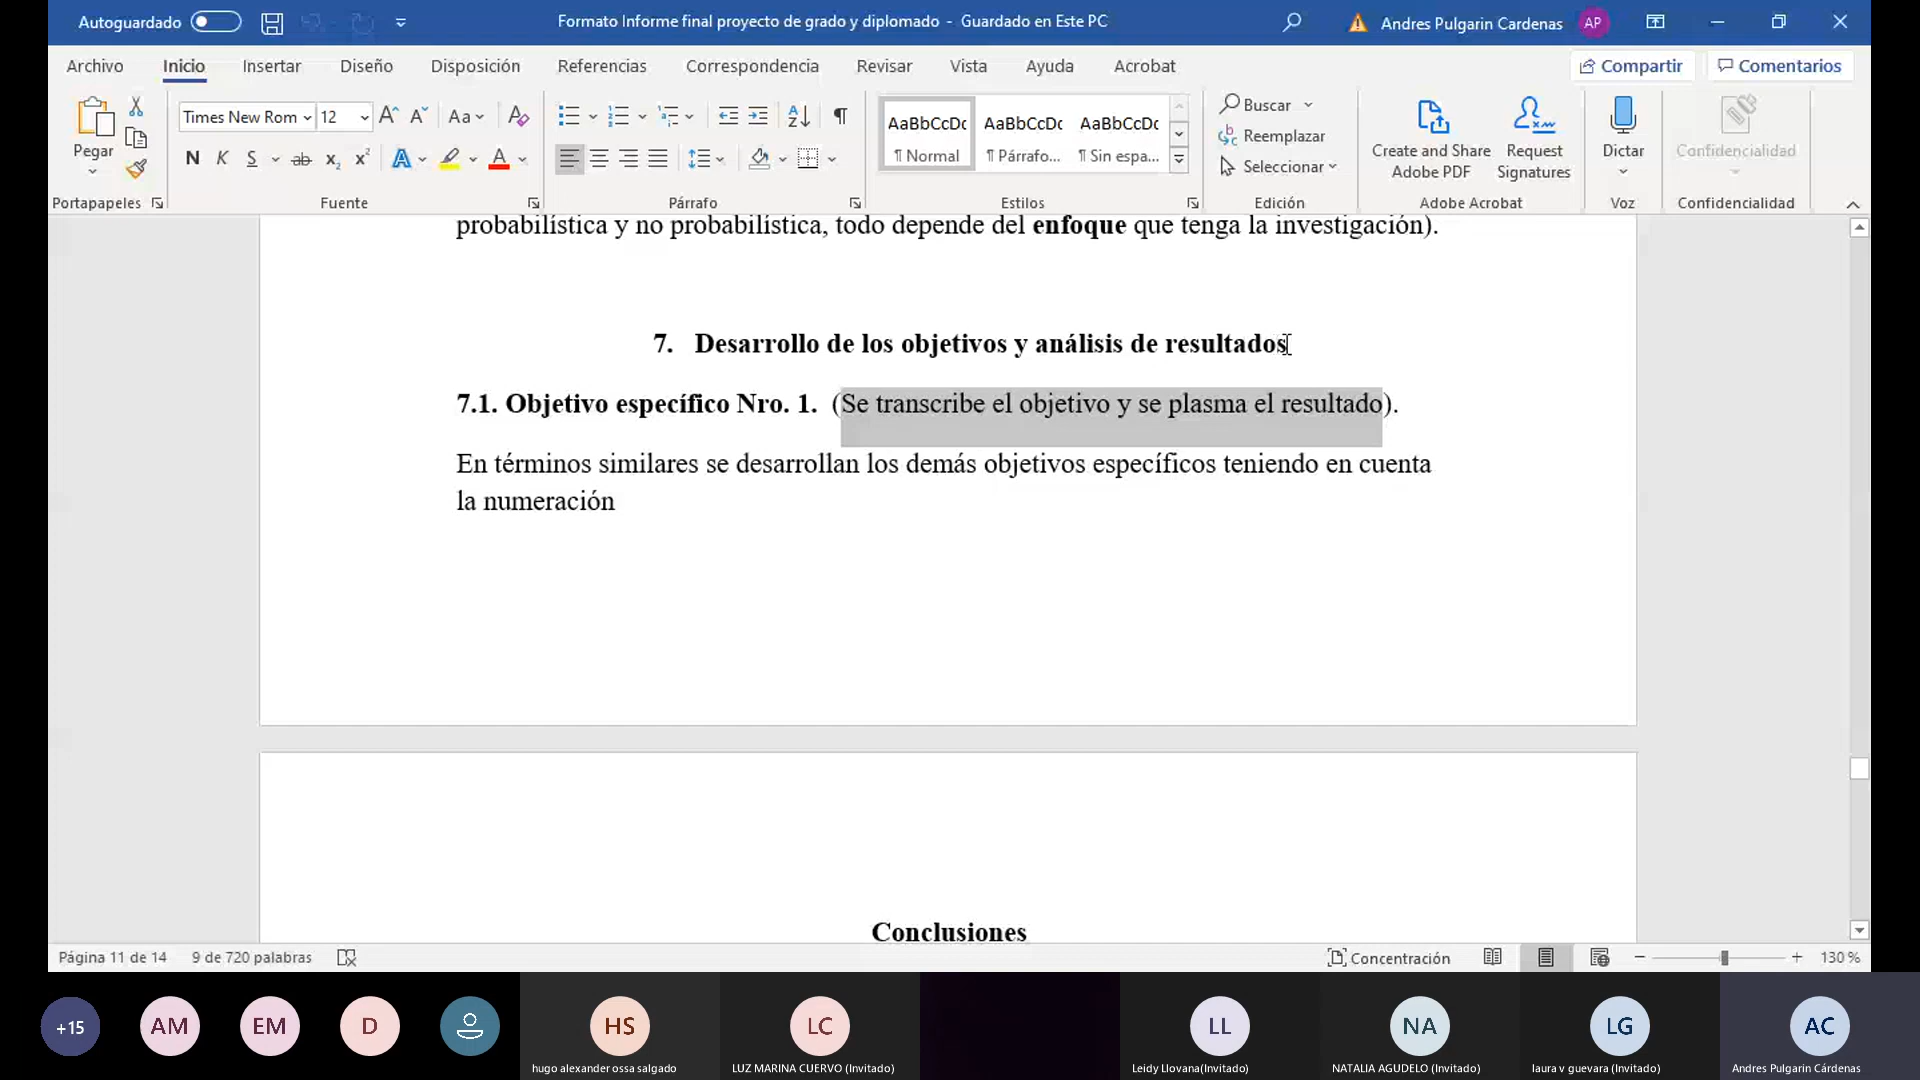 Autoguardado
Formato Informe final proyecto de grado y diplomado - Guardado en Este PC
Andres Pulgarin Cardenas
AP
Archivo Inicio Insertar Diseño Disposición Referencias Correspondencia Revisar Vista Ayuda Acrobat
Compartir Comentarios
Pegar
Times New Rom 12
Aa
N K S ab x₂ x² A A
AaBbCcDc AaBbCcDc AaBbCcDc
¶ Normal ¶ Párrafo... ¶ Sin espa...
Buscar
Reemplazar
Seleccionar
Create and Share
Adobe PDF
Request
Signatures
Dictar
Confidencialidad
Portapapeles Fuente Párrafo Estilos Edición Adobe Acrobat Voz Confidencialidad
probabilística y no probabilística, todo depende del enfoque que tenga la investigación).
7. Desarrollo de los objetivos y análisis de resultados
7.1. Objetivo específico Nro. 1. (Se transcribe el objetivo y se plasma el resultado).
En términos similares se desarrollan los demás objetivos específicos teniendo en cuenta
la numeración
Conclusiones
Página 11 de 14 9 de 720 palabras
Concentración
130 %
+15 AM EM D HS LC LL NA LG AC
hugo alexander ossa salgado LUZ MARINA CUERVO (Invitado) Leidy Llovana(Invitado) NATALIA AGUDELO (Invitado) laura v guevara (Invitado) Andres Pulgarin Cárdenas